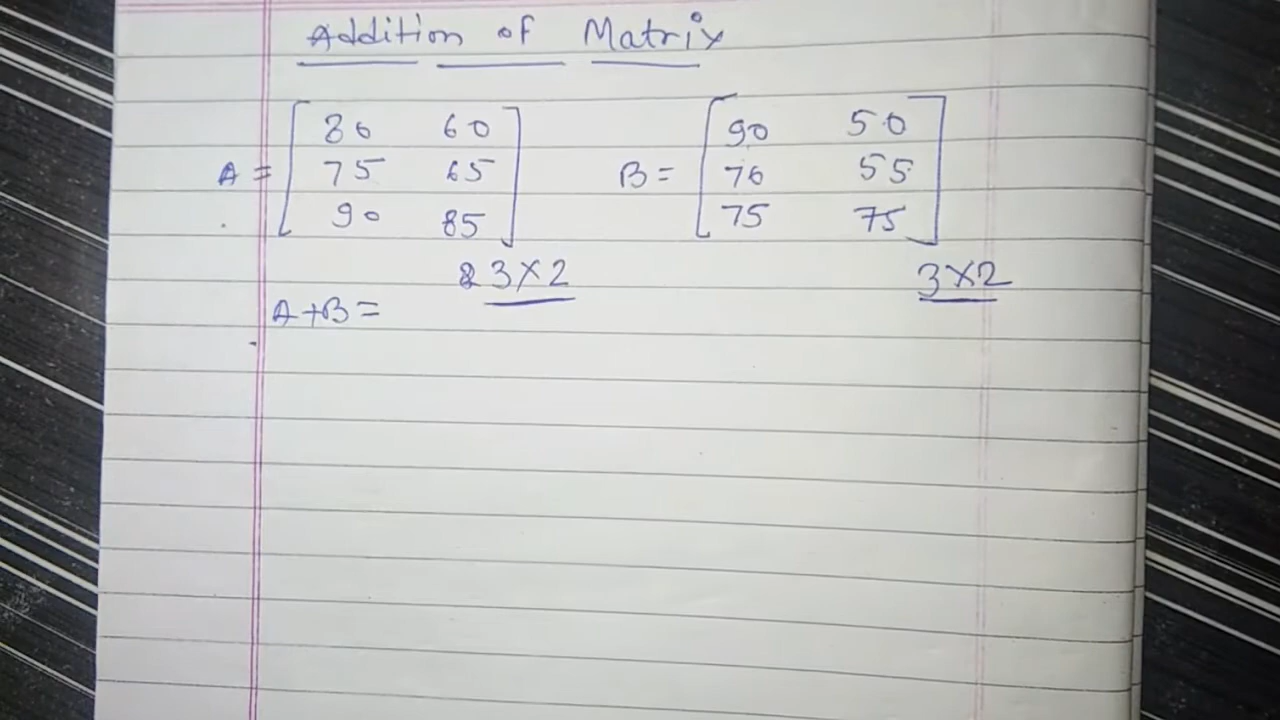 Addition of Matrix
A = [ 80 60 B = [ 90 50
75 65 70 55
90 85 ] 75 75 ]
3×2 3×2
A+B =